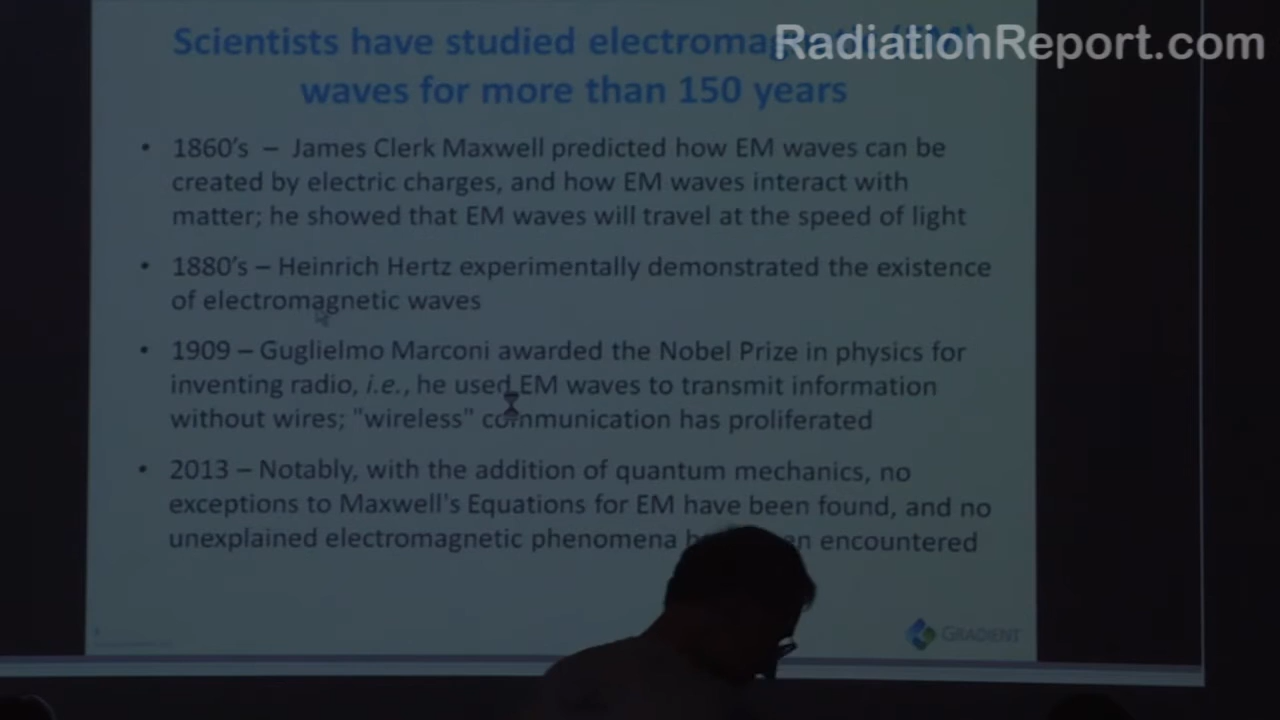 RadiationReport.com
Scientists have studied
waves for more than 150 years
• 1860's – James Clerk Maxwell predicted how EM waves can be
created by electric charges, and how EM waves interact with
matter; he showed that EM waves will travel at the speed of light
• 1880's – Heinrich Hertz experimentally demonstrated the existence
of electromagnetic waves
• 1909 – Guglielmo Marconi awarded the Nobel Prize in physics for
inventing radio, i.e., he used EM waves to transmit information
without wires; "wireless" communication has proliferated
• 2013 – Notably, with the addition of quantum mechanics, no
exceptions to Maxwell's Equations for EM have been found, and no
unexplained electromagnetic phenomena encountered
GRADIENT